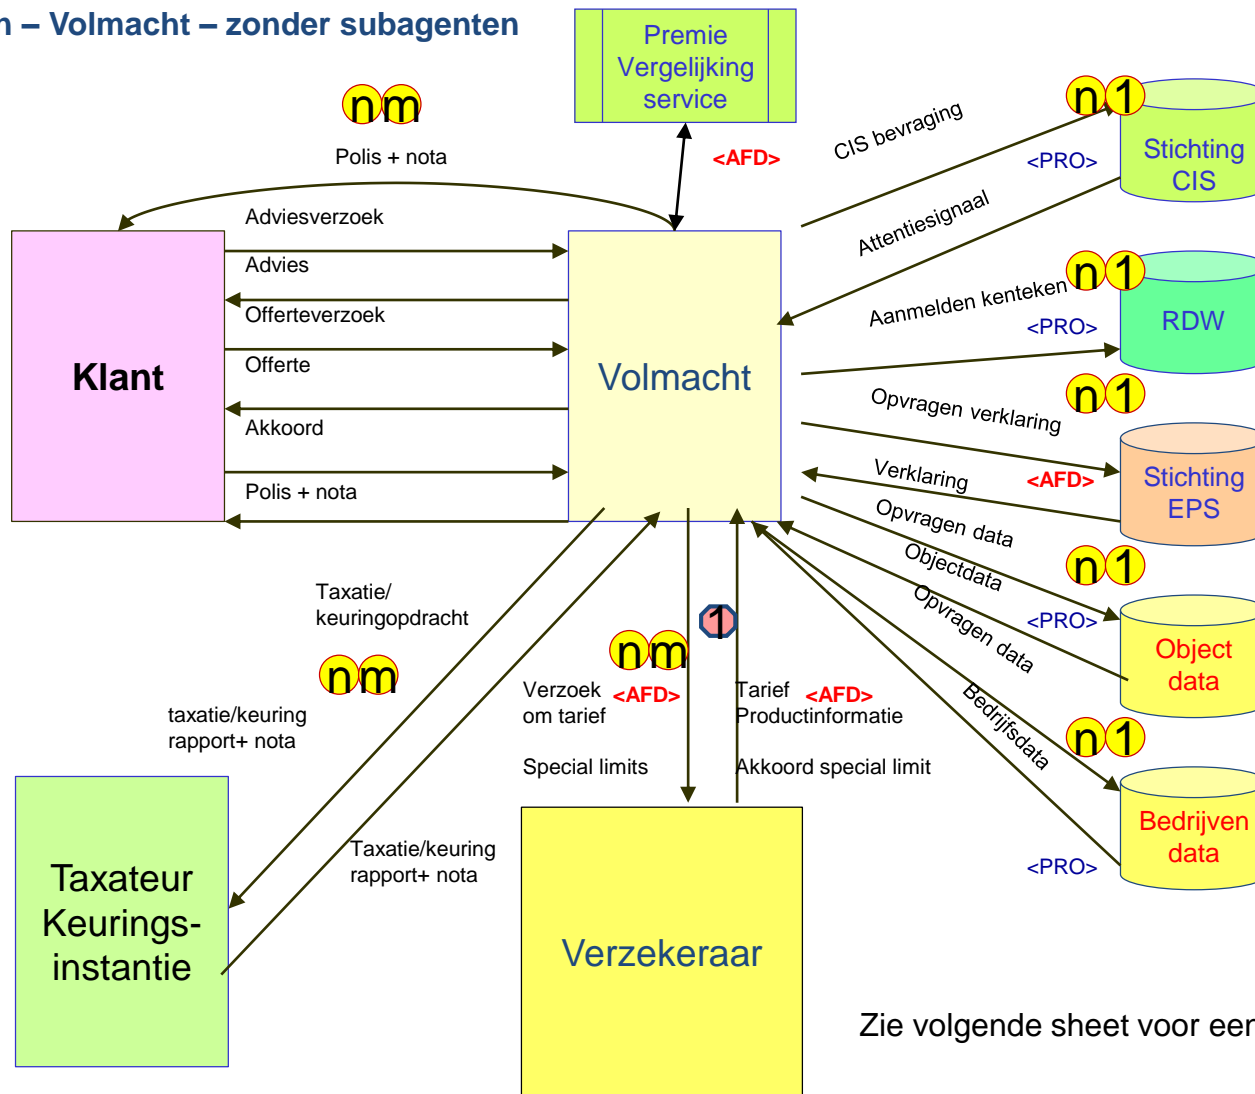 n – Volmacht – zonder subagenten
Premie
Vergelijking
service
nm
Polis + nota
<AFD>
CIS bevraging
n1
<PRO>
Stichting
CIS
Attentiesignaal
Adviesverzoek
Advies
Offerteverzoek
Offerte
Akkoord
Polis + nota
Klant
Volmacht
Aanmelden kenteken
n1
<PRO>
RDW
n1
Opvragen verklaring
Verklaring
<AFD>
Stichting
EPS
Opvragen data
n1
Objectdata
Opvragen data
<PRO>
Object
data
Bedrijfsdata
n1
<PRO>
Bedrijven
data
Taxatie/
keuringopdracht
nm
taxatie/keuring
rapport+ nota
Taxatie/keuring
rapport+ nota
1
nm
Verzoek <AFD>
om tarief
Special limits
Tarief <AFD>
Productinformatie
Akkoord special limit
Taxateur
Keurings-
instantie
Verzekeraar
Zie volgende sheet voor een